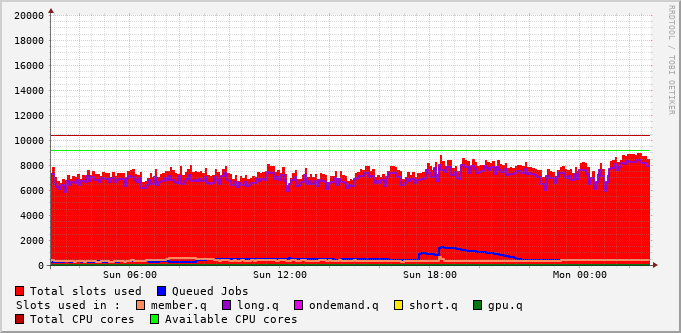 RRDTOOL / TOBI OETIKER
20000
18000
16000
14000
12000
10000
8000
6000
4000
2000
0
Sun 06:00 Sun 12:00 Sun 18:00 Mon 00:00
Total slots used Queued Jobs
Slots used in : member.q long.q ondemand.q short.q gpu.q
Total CPU cores Available CPU cores